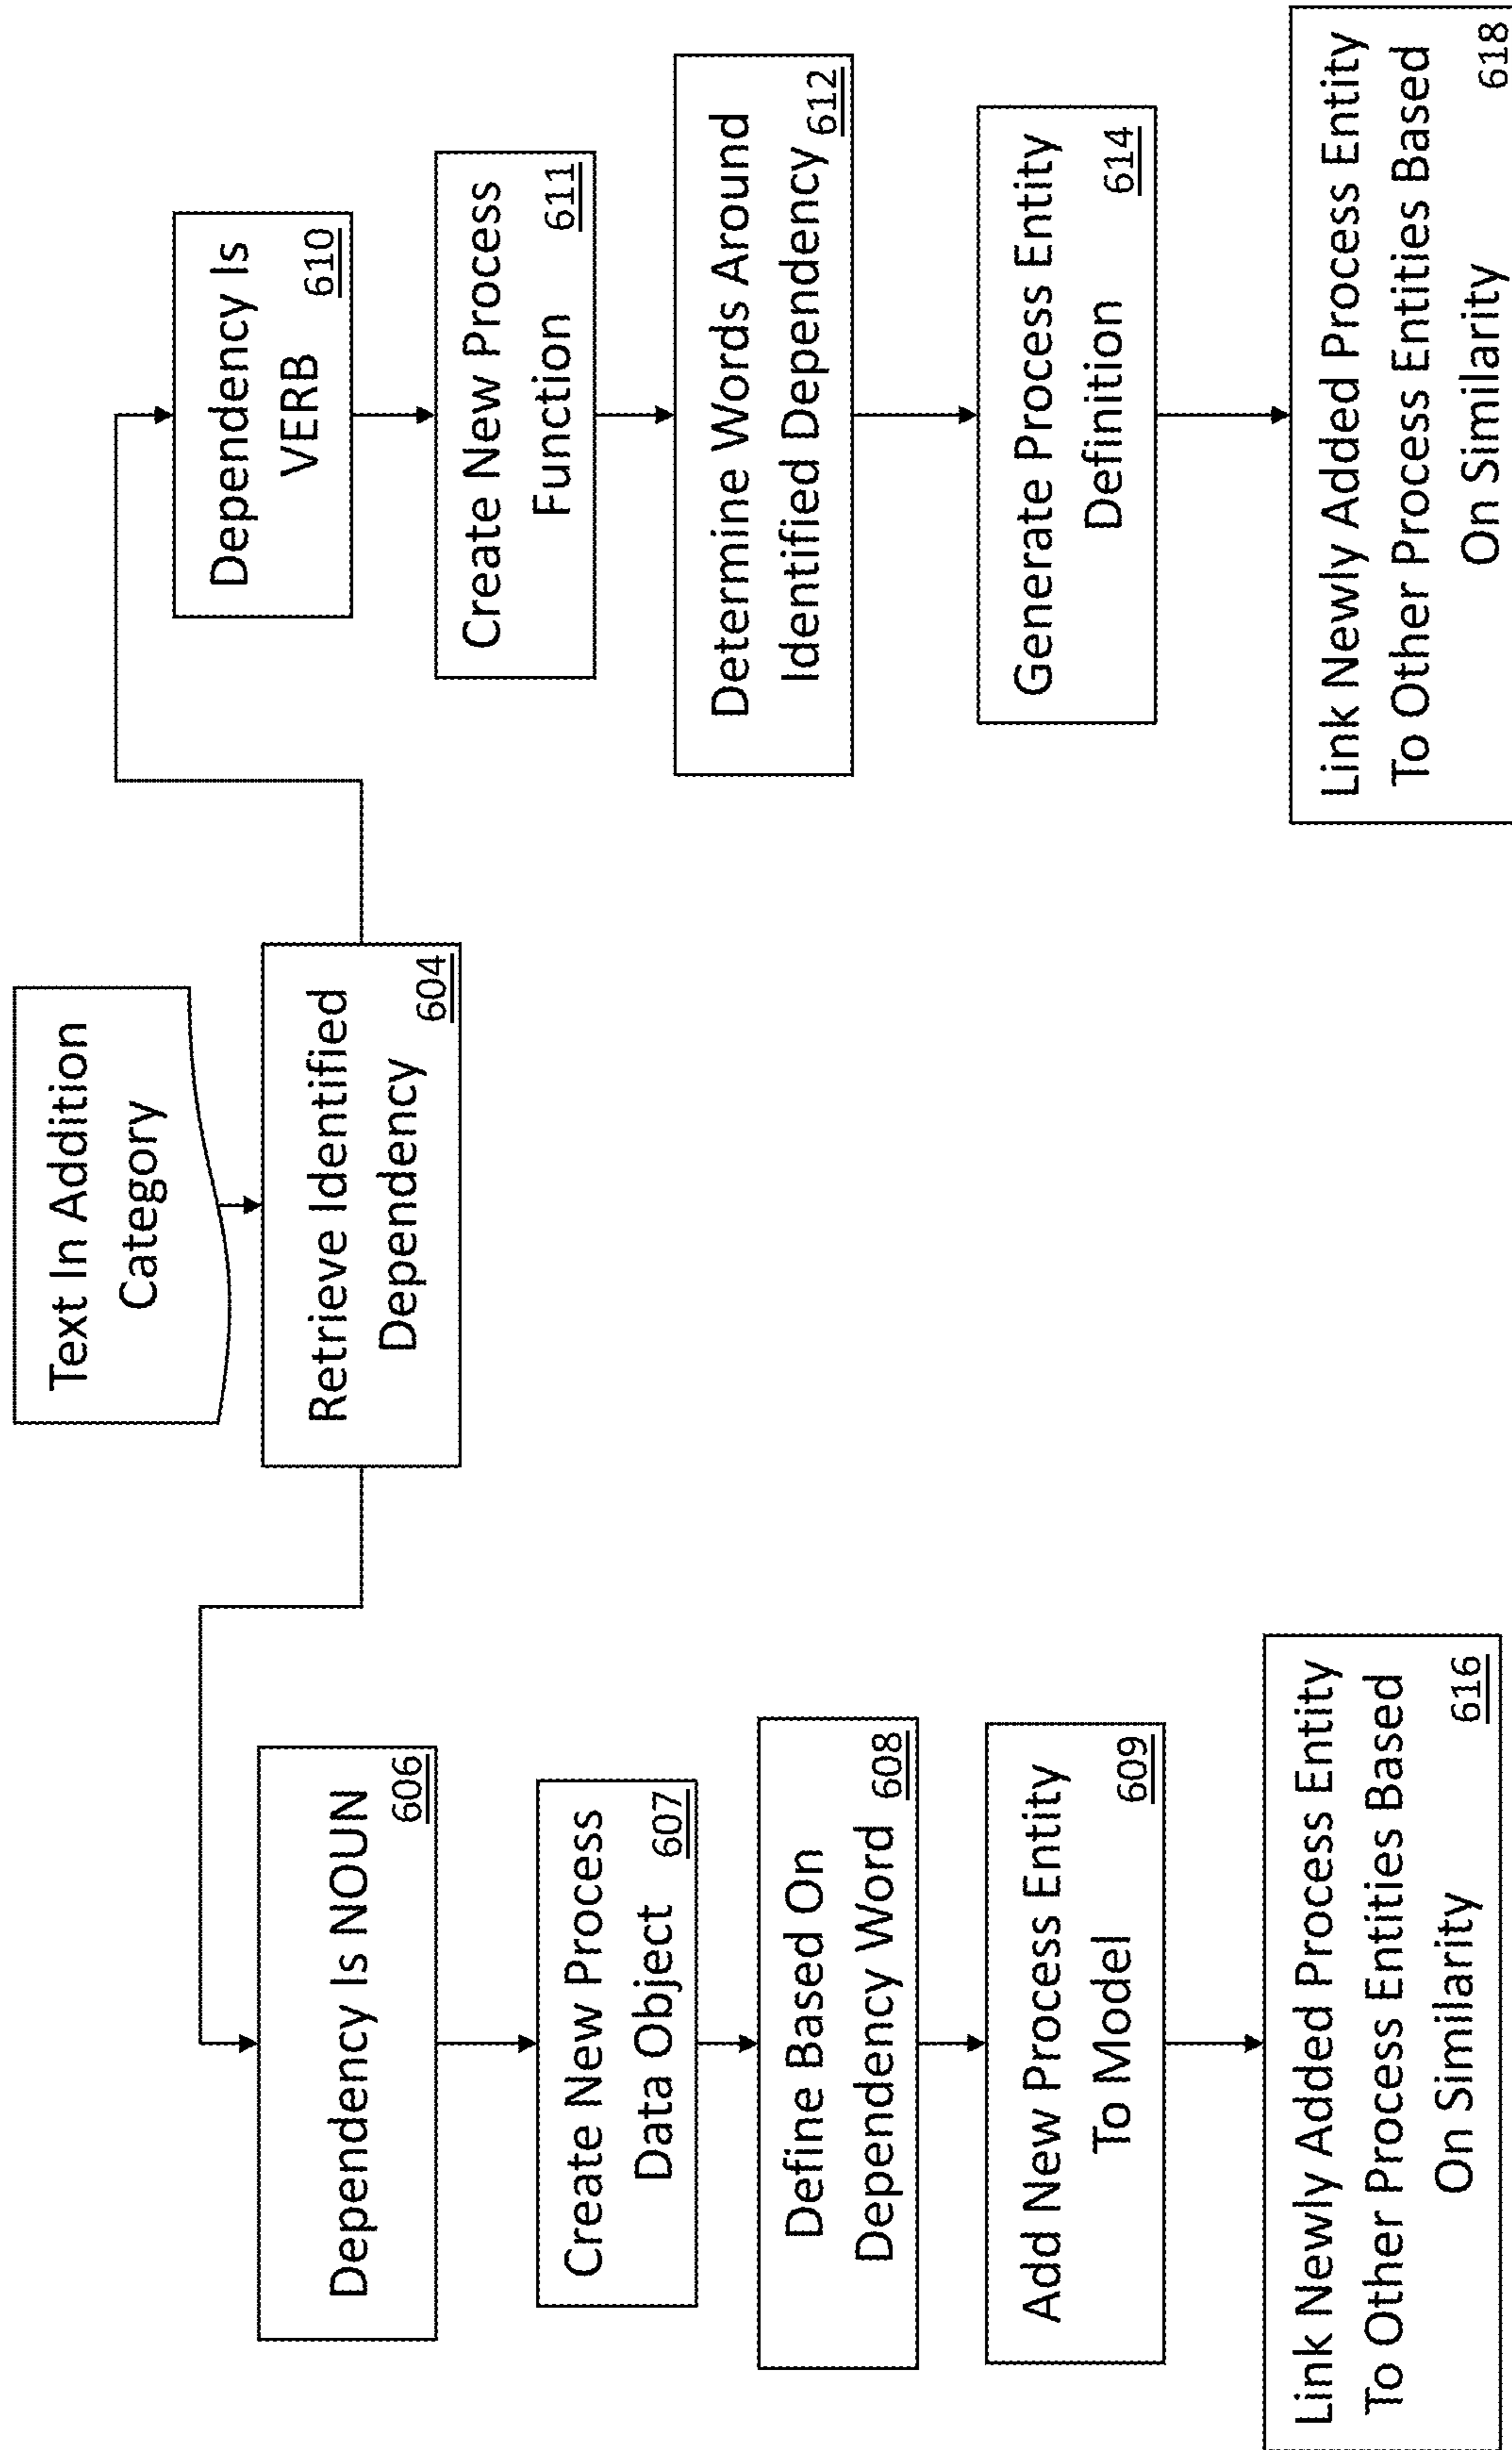 Text In Addition
Category
Retrieve Identified
Dependency
604
Dependency Is NOUN
606
Create New Process
Data Object
607
Define Based On
Dependency Word
608
Add New Process Entity
To Model
609
Link Newly Added Process Entity
To Other Process Entities Based
On Similarity
616
Dependency Is
VERB
610
Create New Process
Function
611
Determine Words Around
Identified Dependency
612
Generate Process Entity
Definition
614
Link Newly Added Process Entity
To Other Process Entities Based
On Similarity
618